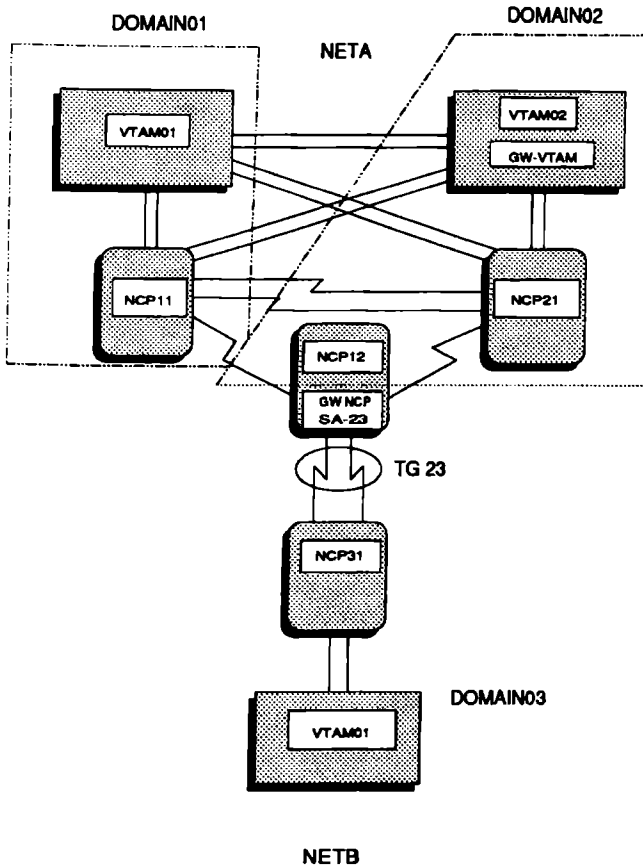 DOMAIN01
DOMAIN02
NETA
VTAM01
VTAM02
GW-VTAM
NCP11
NCP21
NCP12
GW NCP
SA-23
TG 23
NCP31
DOMAIN03
VTAM01
NETB